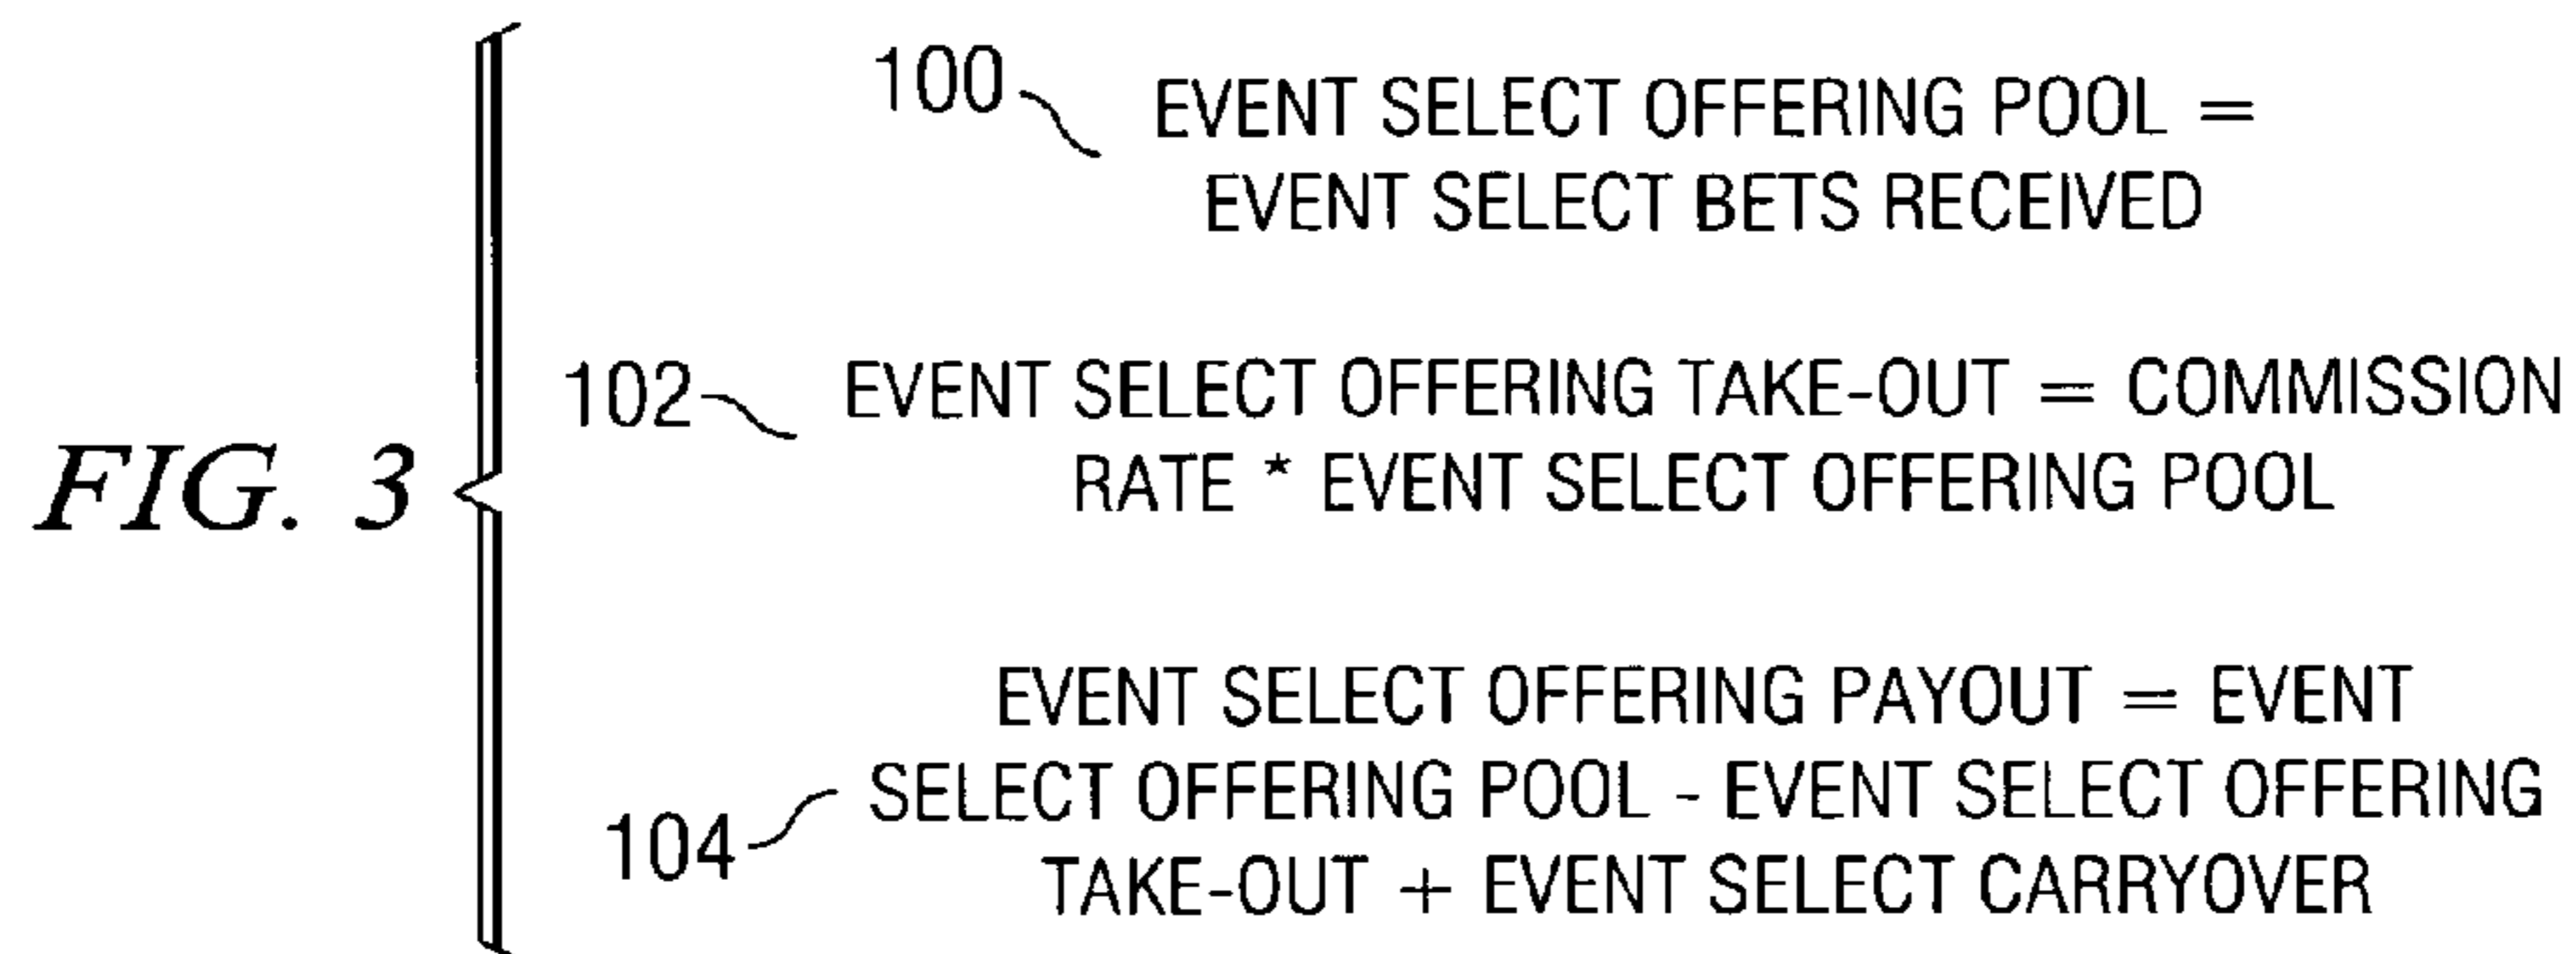 100
EVENT SELECT OFFERING POOL =
EVENT SELECT BETS RECEIVED
102
EVENT SELECT OFFERING TAKE-OUT = COMMISSION
RATE * EVENT SELECT OFFERING POOL
FIG. 3
EVENT SELECT OFFERING PAYOUT = EVENT
SELECT OFFERING POOL - EVENT SELECT OFFERING
104
TAKE-OUT + EVENT SELECT CARRYOVER